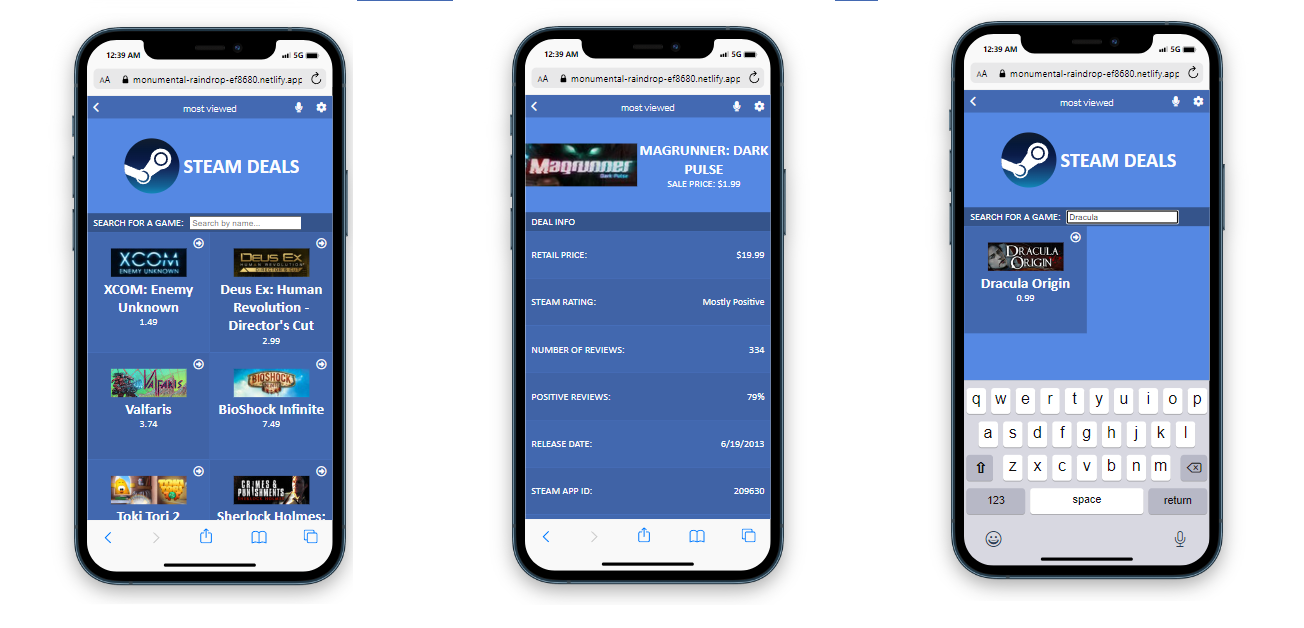 12:39 AM
5G
AA monumental-raindrop-ef8680.netlify.app
most viewed
STEAM DEALS
SEARCH FOR A GAME: Search by name...
XCOM
ENEMY UNKNOWN
XCOM: Enemy
Unknown
1.49
DEUS EX
HUMAN REVOLUTION
DIRECTOR'S CUT
Deus Ex: Human
Revolution -
Director's Cut
2.99
VALFARIS
Valfaris
3.74
BIOSHOCK
BioShock Infinite
7.49
Toki Tori 2
CRIMES &
PUNISHMENTS
Sherlock Holmes:
12:39 AM
5G
AA monumental-raindrop-ef8680.netlify.app
most viewed
Magrunner
Dark Pulse
MAGRUNNER: DARK
PULSE
SALE PRICE: $1.99
DEAL INFO
RETAIL PRICE: $19.99
STEAM RATING: Mostly Positive
NUMBER OF REVIEWS: 334
POSITIVE REVIEWS: 79%
RELEASE DATE: 6/19/2013
STEAM APP ID: 209630
12:39 AM
5G
AA monumental-raindrop-ef8680.netlify.app
most viewed
STEAM DEALS
SEARCH FOR A GAME: Dracula
DRACULA
ORIGIN
Dracula Origin
0.99
q w e r t y u i o p
a s d f g h j k l
z x c v b n m
123 space return